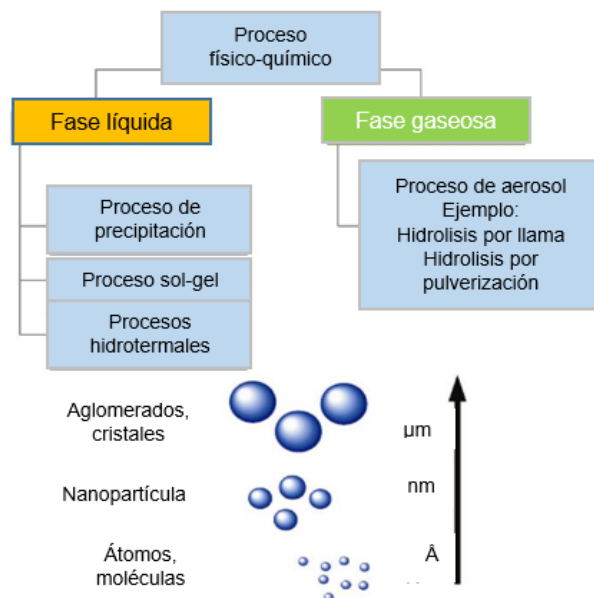 Proceso
físico-químico
Fase líquida
Fase gaseosa
Proceso de
precipitación
Proceso sol-gel
Procesos
hidrotermales
Proceso de aerosol
Ejemplo:
Hidrolisis por llama
Hidrolisis por
pulverización
Aglomerados,
cristales
µm
Nanopartícula
nm
Átomos,
moléculas
Å